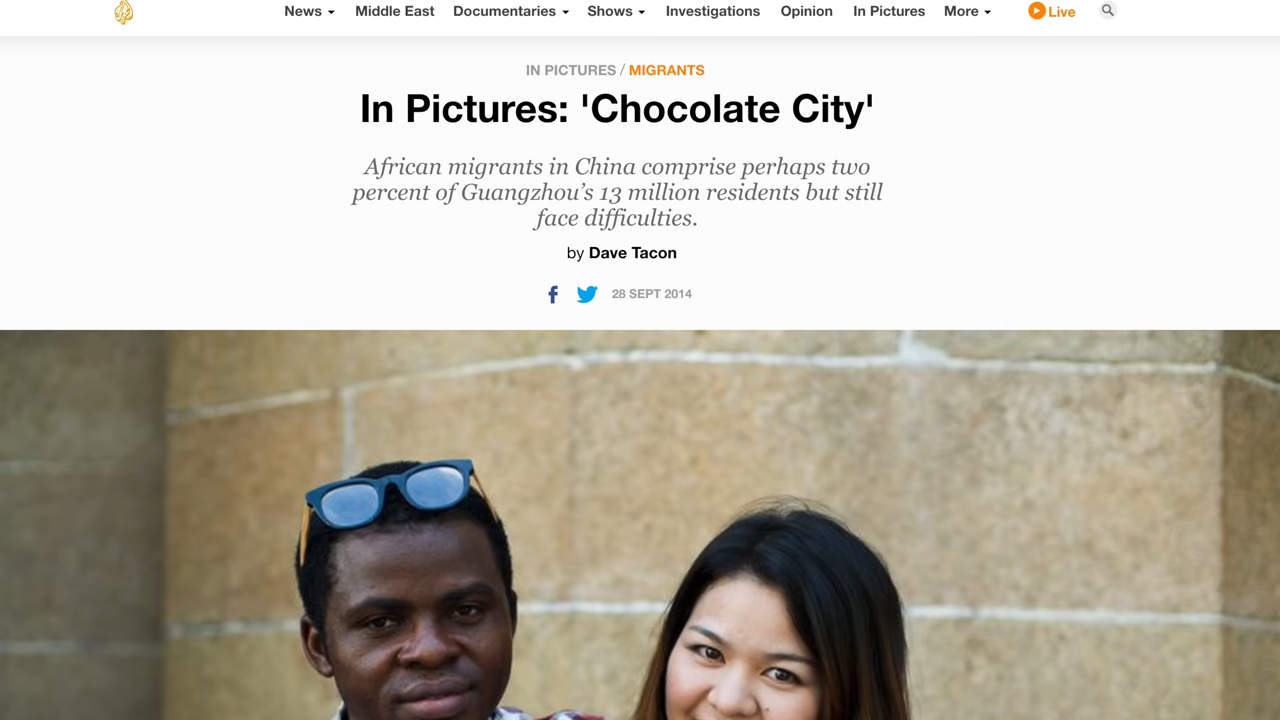 News Middle East Documentaries Shows Investigations Opinion In Pictures More Live
IN PICTURES / MIGRANTS
In Pictures: 'Chocolate City'
African migrants in China comprise perhaps two
percent of Guangzhou’s 13 million residents but still
face difficulties.
by Dave Tacon
28 SEPT 2014